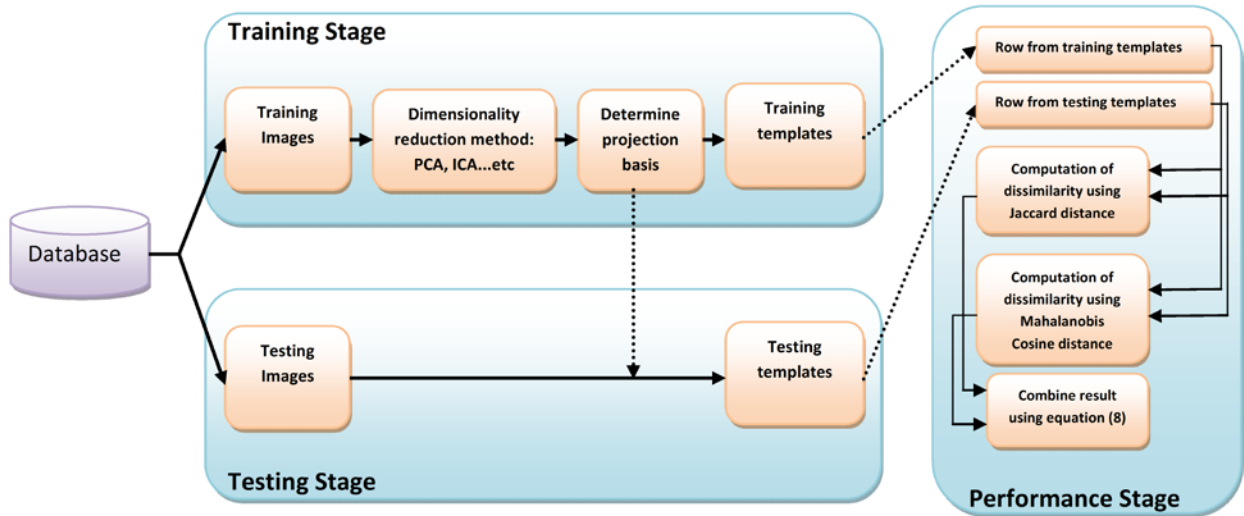 Training Stage
Training
Images
Dimensionality
reduction method:
PCA, ICA...etc
Determine
projection
basis
Training
templates
Database
Testing
Images
Testing
templates
Testing Stage
Row from training templates
Row from testing templates
Computation of
dissimilarity using
Jaccard distance
Computation of
dissimilarity using
Mahalanobis
Cosine distance
Combine result
using equation (8)
Performance Stage